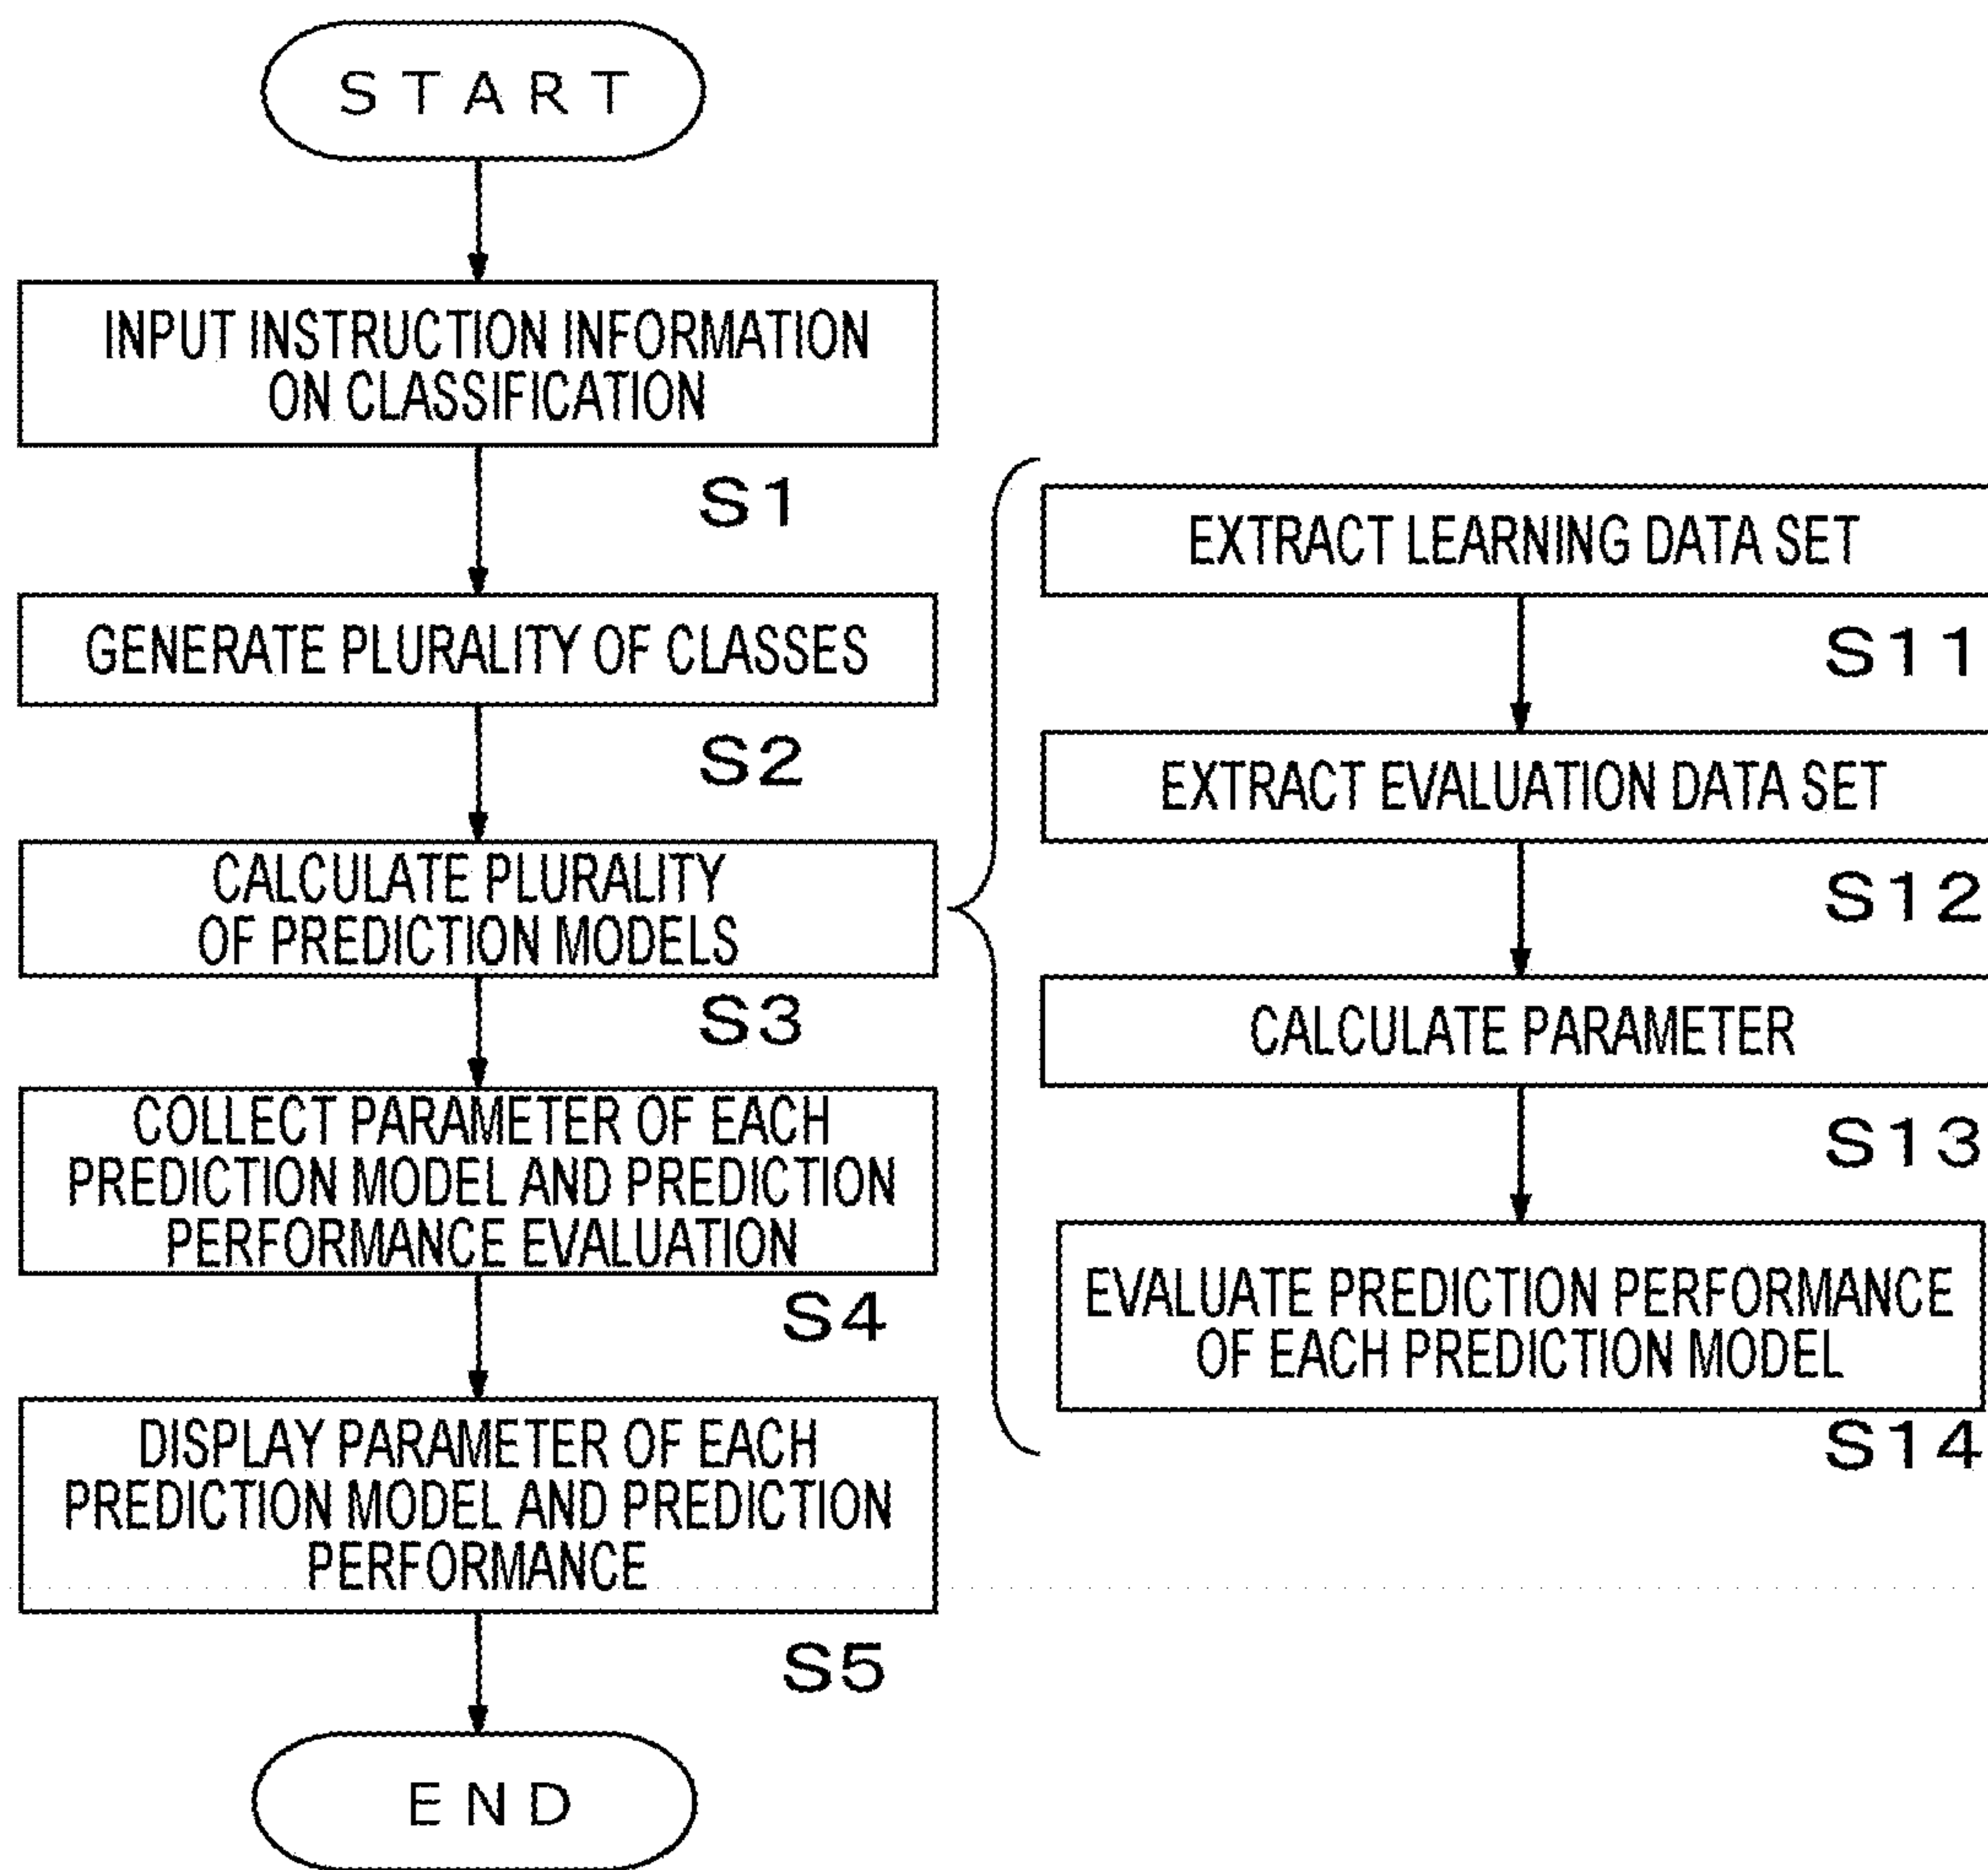 START
INPUT INSTRUCTION INFORMATION
ON CLASSIFICATION
S1
GENERATE PLURALITY OF CLASSES
S2
CALCULATE PLURALITY
OF PREDICTION MODELS
S3
COLLECT PARAMETER OF EACH
PREDICTION MODEL AND PREDICTION
PERFORMANCE EVALUATION
S4
DISPLAY PARAMETER OF EACH
PREDICTION MODEL AND PREDICTION
PERFORMANCE
S5
END
EXTRACT LEARNING DATA SET
S11
EXTRACT EVALUATION DATA SET
S12
CALCULATE PARAMETER
S13
EVALUATE PREDICTION PERFORMANCE
OF EACH PREDICTION MODEL
S14